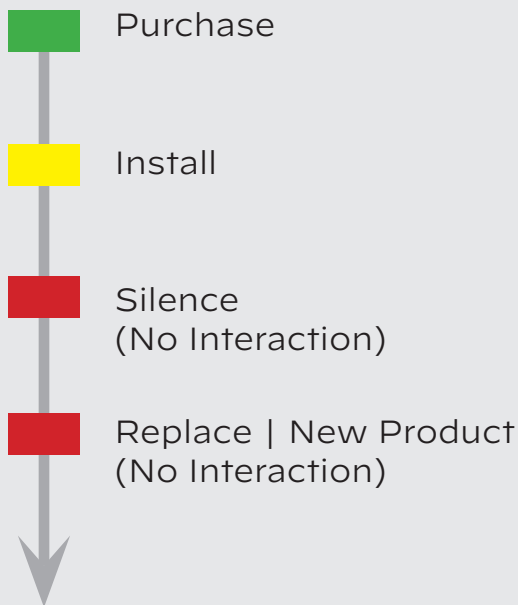 Purchase
Install
Silence
(No Interaction)
Replace | New Product
(No Interaction)